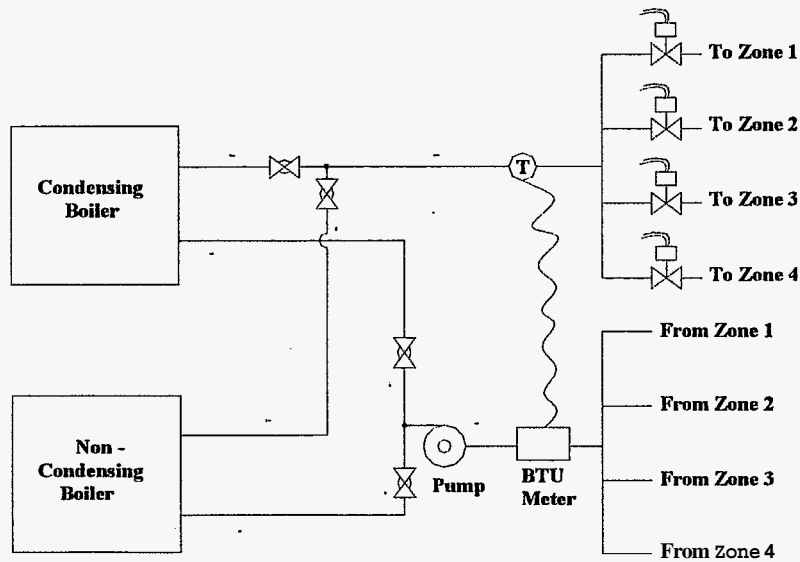 To Zone 1
To Zone 2
Condensing
Boiler
T
To Zone 3
To Zone 4
From Zone 1
From Zone 2
Non -
Condensing
Boiler
Pump
BTU
Meter
From Zone 3
From Zone 4